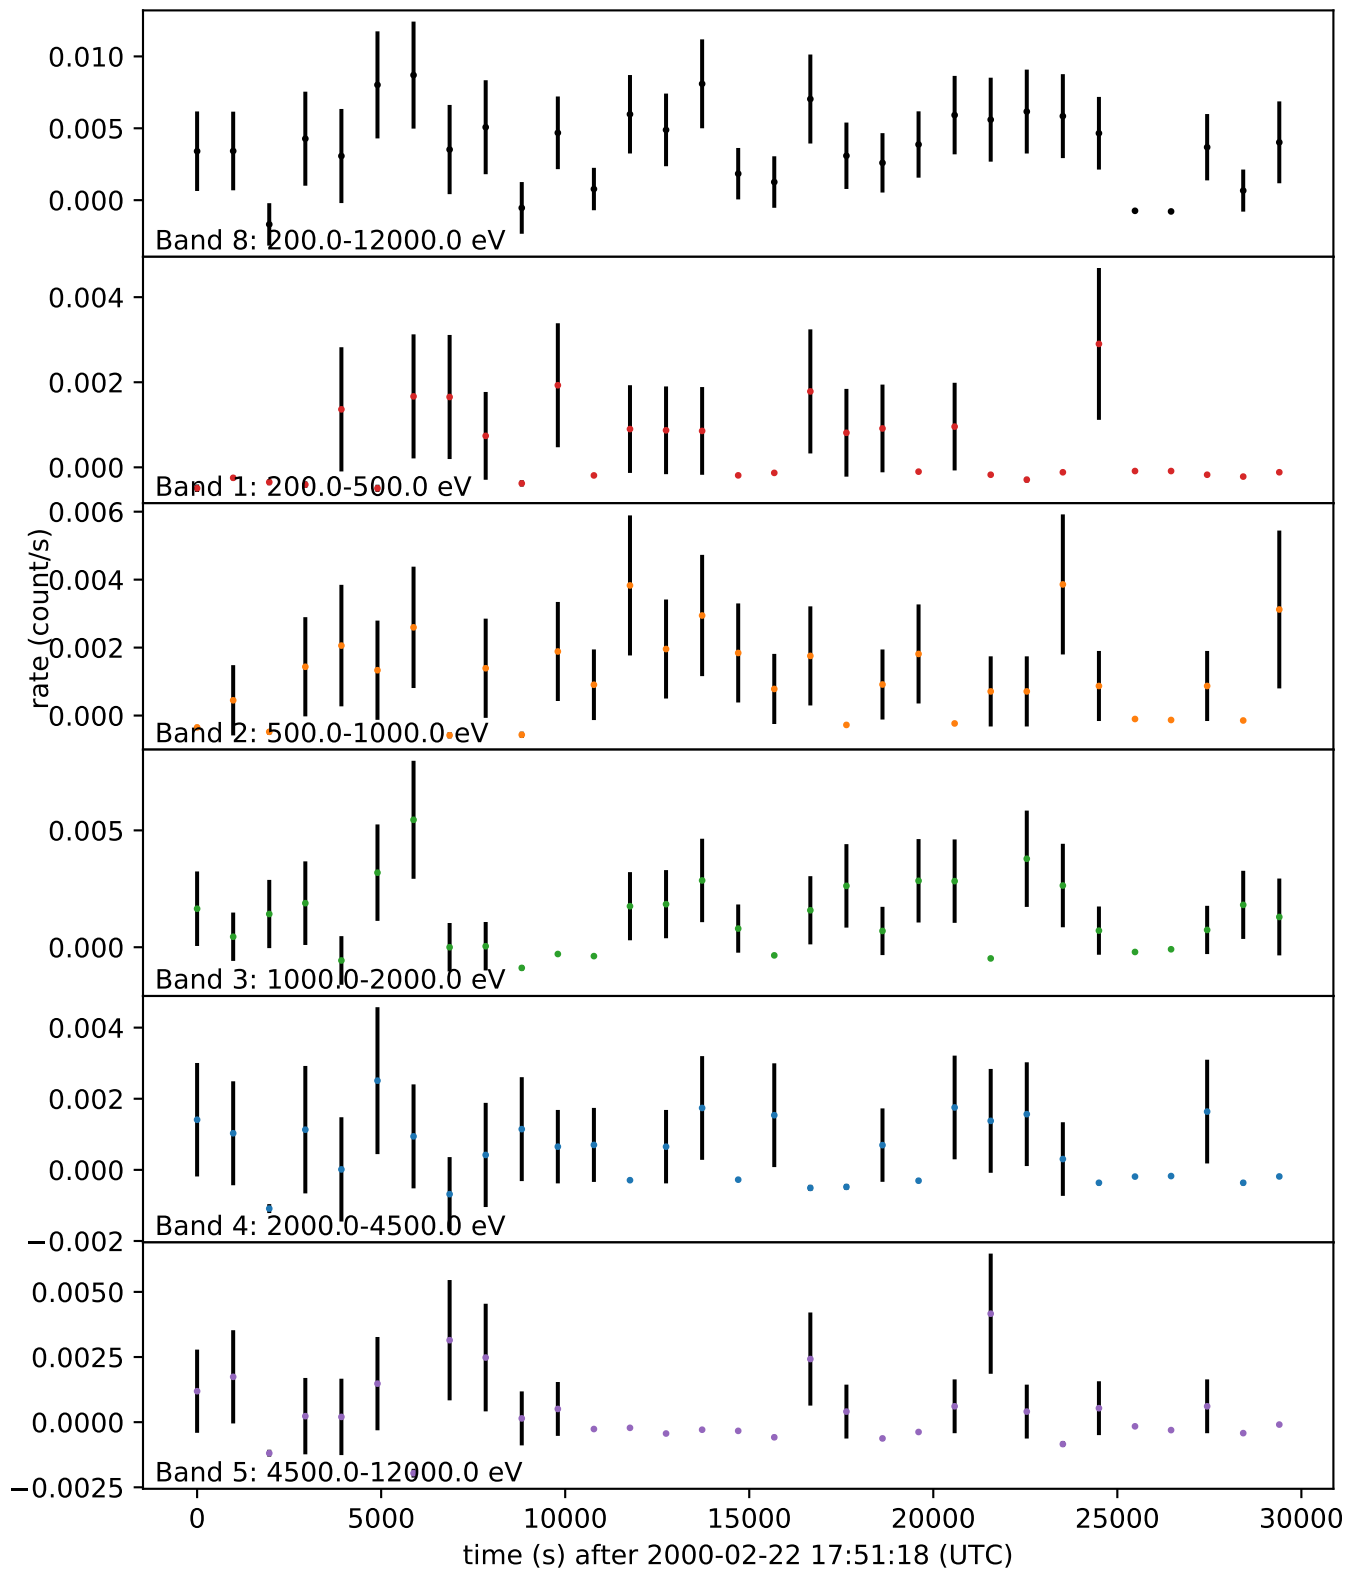 0.010
0.005
0.000
Band 8: 200.0-12000.0 eV
0.004
0.002
0.000
Band 1: 200.0-500.0 eV
rate (count/s)
0.006
0.004
0.002
0.000
Band 2: 500.0-1000.0 eV
0.005
0.000
Band 3: 1000.0-2000.0 eV
0.004
0.002
0.000
−0.002
Band 4: 2000.0-4500.0 eV
0.0050
0.0025
0.0000
−0.0025
Band 5: 4500.0-12000.0 eV
0 5000 10000 15000 20000 25000 30000
time (s) after 2000-02-22 17:51:18 (UTC)